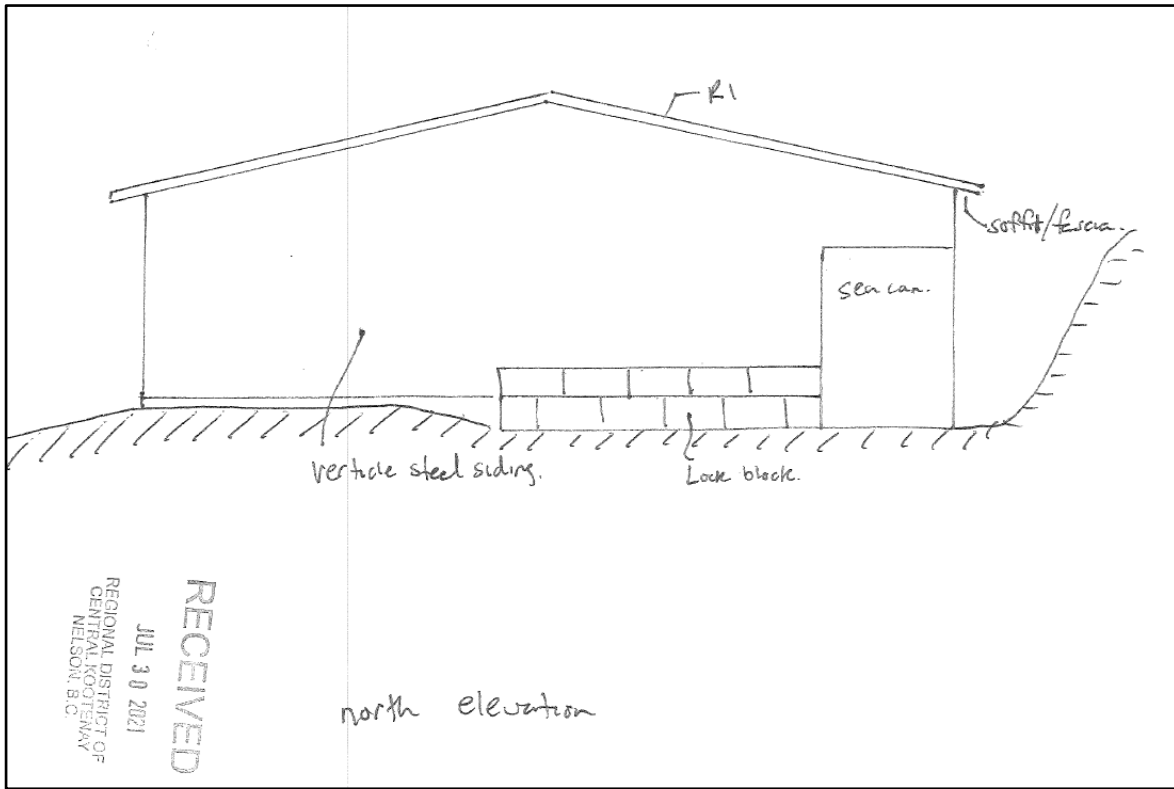 R1
soffit/fascia.
sea can.
verticle steel siding.
Lock block.
RECEIVED
JUL 30 2021
REGIONAL DISTRICT OF
CENTRAL KOOTENAY
NELSON, B.C.
north elevation